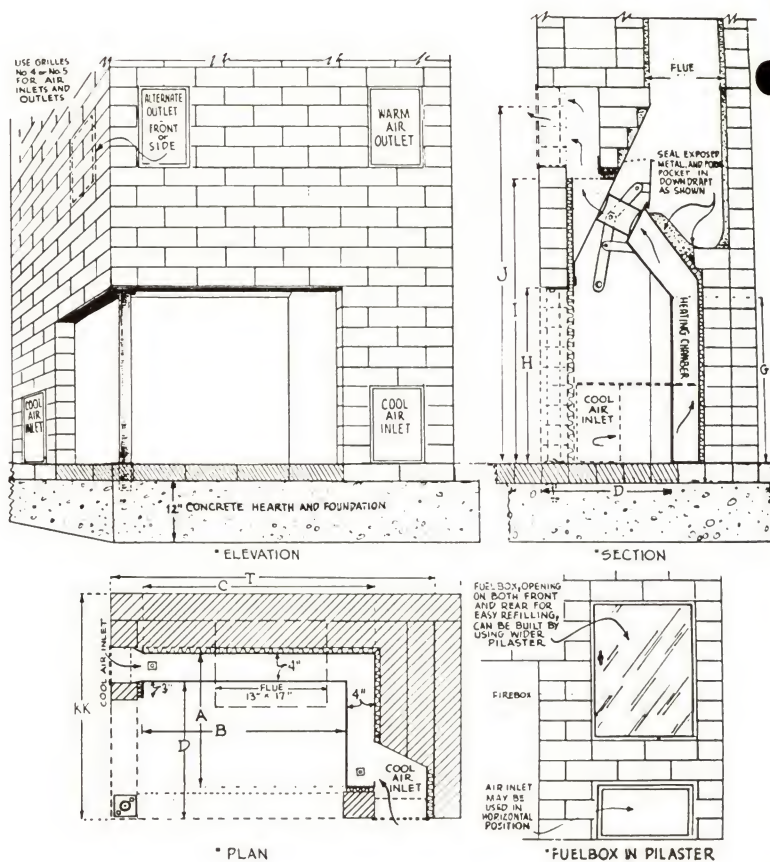 USE GRILLES
No. 4 or No. 5
FOR AIR
INLETS AND
OUTLETS
ALTERNATE
OUTLET
FRONT
OR
SIDE
WARM
AIR
OUTLET
COOL
AIR
INLET
COOL
AIR
INLET
12" CONCRETE HEARTH AND FOUNDATION
"ELEVATION
FLUE
SEAL EXPOSED
METAL, AND FORM
POCKET IN
DOWNDRAFT
AS SHOWN
J
I
H
HEATING CHAMBER
G
COOL
AIR
INLET
D
"SECTION
T
C
COOL AIR INLET
4"
3"
FLUE
13" x 17"
4"
KK
A
B
D
COOL
AIR
INLET
"PLAN
FUELBOX, OPENING
ON BOTH FRONT
AND REAR FOR
EASY REFILLING,
CAN BE BUILT BY
USING WIDER
PILASTER
FIREBOX
AIR INLET
MAY BE
USED IN
HORIZONTAL
POSITION
"FUELBOX IN PILASTER